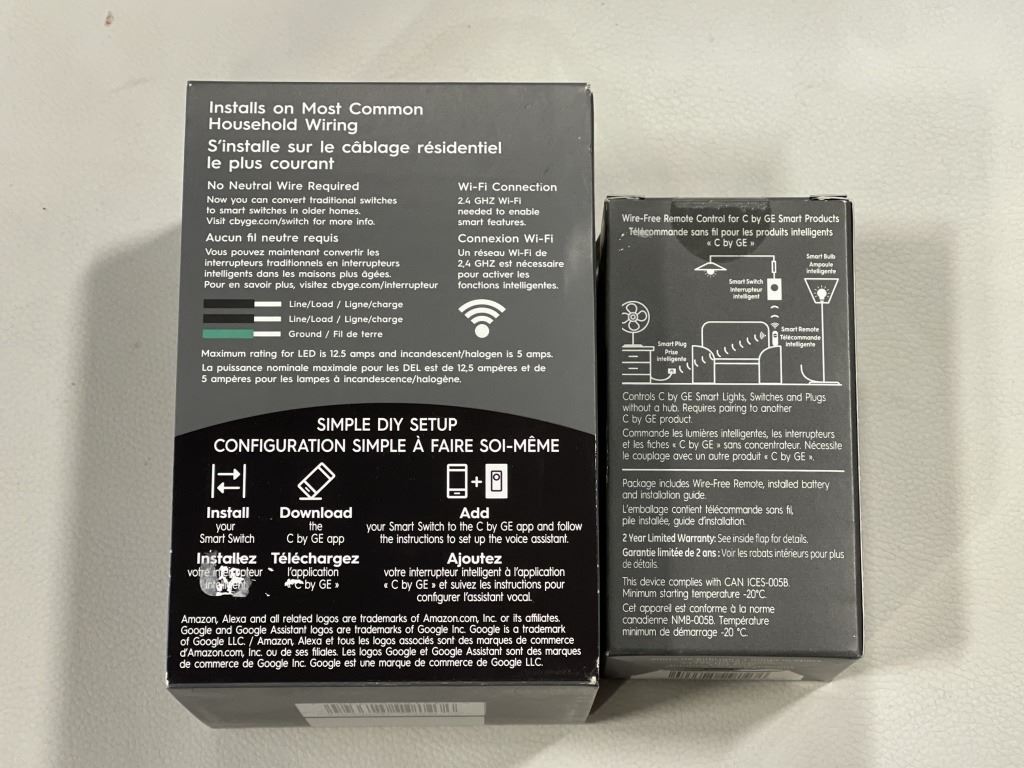 Installs on Most Common
Household Wiring
S'installe sur le câblage résidentiel
le plus courant
No Neutral Wire Required
Now you can convert traditional switches
to smart switches in older homes.
Visit cbyge.com/switch for more info.
Aucun fil neutre requis
Vous pouvez maintenant convertir les
interrupteurs traditionnels en interrupteurs
intelligents dans les maisons plus âgées.
Pour en savoir plus, visitez cbyge.com/interrupteur
Wi-Fi Connection
2.4 GHZ Wi-Fi
needed to enable
smart features.
Connexion Wi-Fi
Un réseau Wi-Fi de
2,4 GHZ est nécessaire
pour activer les
fonctions intelligentes.
Line/Load / Ligne/charge
Line/Load / Ligne/charge
Ground / Fil de terre
Maximum rating for LED is 12.5 amps and incandescent/halogen is 5 amps.
La puissance nominale maximale pour les DEL est de 12,5 ampères et de
5 ampères pour les lampes à incandescence/halogène.
SIMPLE DIY SETUP
CONFIGURATION SIMPLE À FAIRE SOI-MÊME
Install
your
Smart Switch
Installez
votre interrupteur
Download
the
C by GE app
Téléchargez
l'application
C by GE »
Add
your Smart Switch to the C by GE app and follow
the instructions to set up the voice assistant.
Ajoutez
votre interrupteur intelligent à l'application
« C by GE » et suivez les instructions pour
configurer l'assistant vocal.
Amazon, Alexa and all related logos are trademarks of Amazon.com, Inc. or its affiliates.
Google and Google Assistant logos are trademarks of Google Inc. Google is a trademark
of Google LLC. / Amazon, Alexa et tous les logos associés sont des marques de commerce
d'Amazon.com, Inc. ou de ses filiales. Les logos Google et Google Assistant sont des marques
de commerce de Google Inc. Google est une marque de commerce de Google LLC.
Wire-Free Remote Control for C by GE Smart Products
Télécommande sans fil pour les produits intelligents
« C by GE »
Smart Bulb
Ampoule
intelligente
Smart Switch
Interrupteur
intelligent
Smart Remote
Télécommande
intelligente
Smart Plug
Prise
intelligente
Controls C by GE Smart Lights, Switches and Plugs
without a hub. Requires pairing to another
C by GE product.
Commande les lumières intelligentes, les interrupteurs
et les fiches « C by GE » sans concentrateur. Nécessite
le couplage avec un autre produit « C by GE ».
Package includes Wire-Free Remote, installed battery
and installation guide.
L'emballage contient télécommande sans fil,
pile installée, guide d'installation.
2 Year Limited Warranty: See inside flap for details.
Garantie limitée de 2 ans : Voir les rabats intérieurs pour plus
de détails.
This device complies with CAN ICES-005B.
Minimum starting temperature -20°C.
Cet appareil est conforme à la norme
canadienne NMB-005B. Température
minimum de démarrage -20 °C.